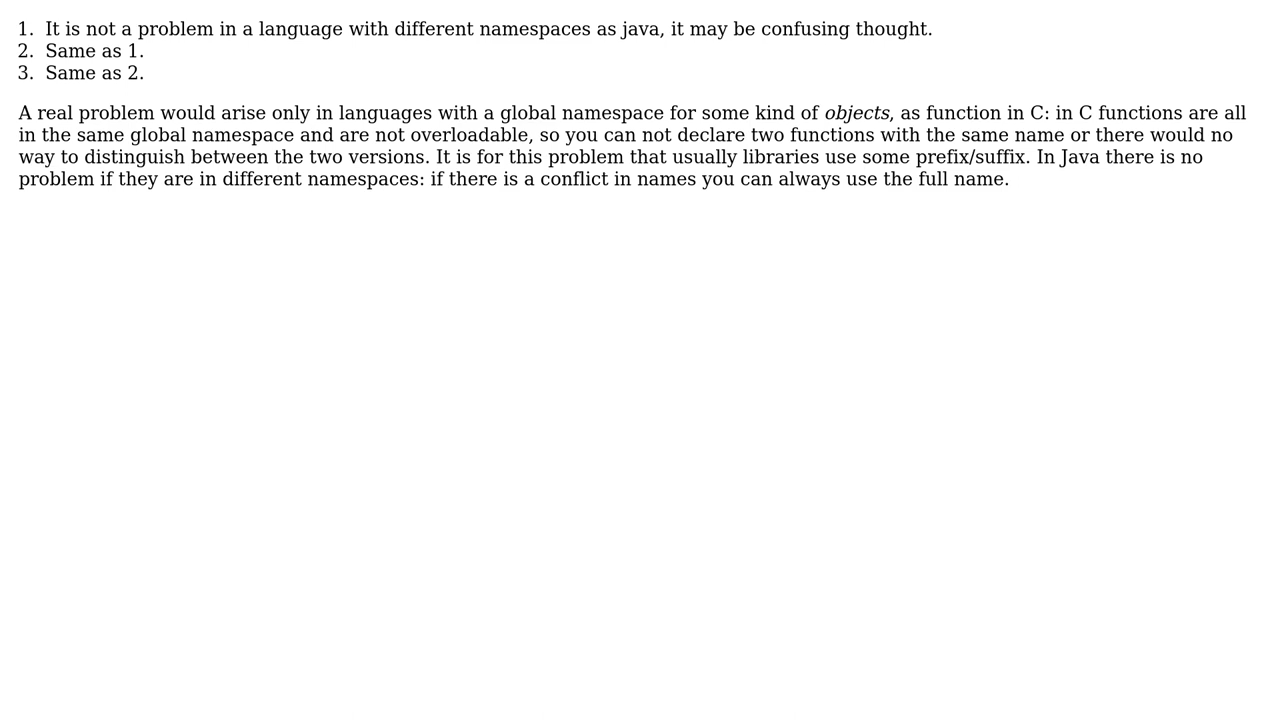 1. It is not a problem in a language with different namespaces as java, it may be confusing thought.
2. Same as 1.
3. Same as 2.
A real problem would arise only in languages with a global namespace for some kind of objects, as function in C: in C functions are all
in the same global namespace and are not overloadable, so you can not declare two functions with the same name or there would no
way to distinguish between the two versions. It is for this problem that usually libraries use some prefix/suffix. In Java there is no
problem if they are in different namespaces: if there is a conflict in names you can always use the full name.